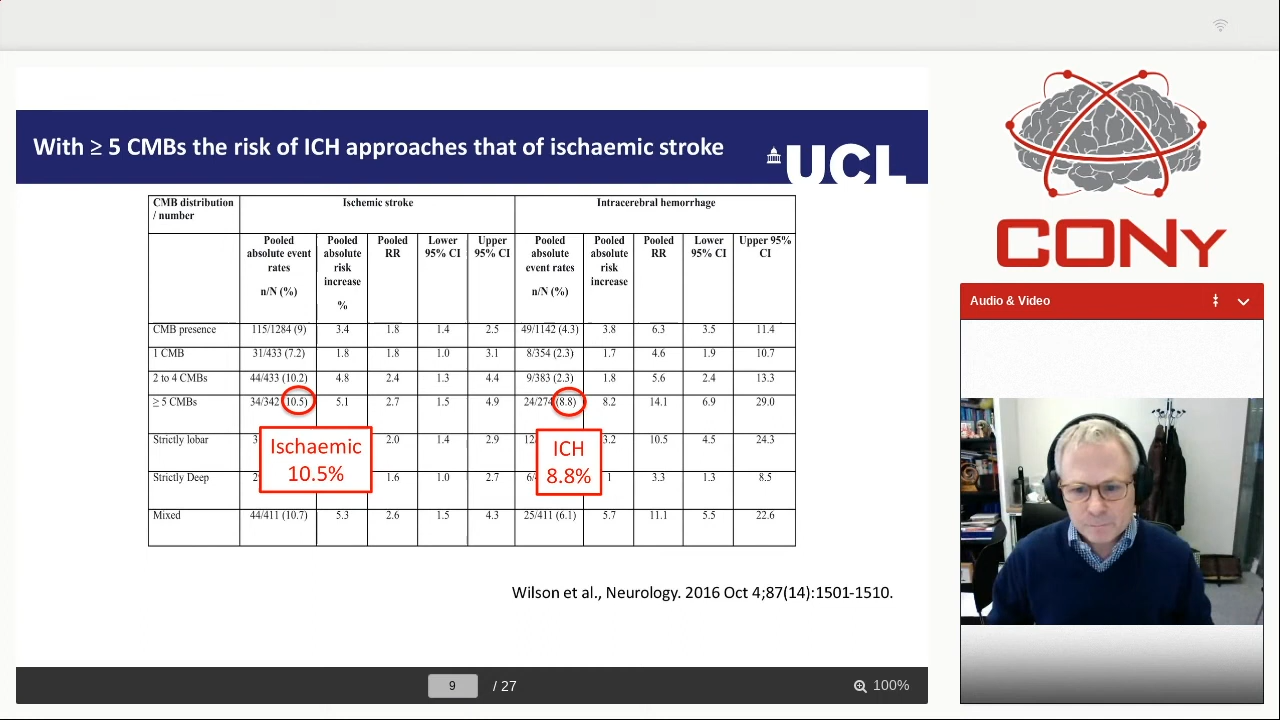 With ≥ 5 CMBs the risk of ICH approaches that of ischaemic stroke
UCL
CMB distribution / number
Ischemic stroke
Intracerebral hemorrhage
Pooled absolute event rates n/N (%)
Pooled absolute risk increase %
Pooled RR
Lower 95% CI
Upper 95% CI
Pooled absolute event rates n/N (%)
Pooled absolute risk increase
Pooled RR
Lower 95% CI
Upper 95% CI
CMB presence 115/1284 (9) 3.4 1.8 1.4 2.5 49/1142 (4.3) 3.8 6.3 3.5 11.4
1 CMB 31/433 (7.2) 1.8 1.8 1.0 3.1 8/354 (2.3) 1.7 4.6 1.9 10.7
2 to 4 CMBs 44/433 (10.2) 4.8 2.4 1.3 4.4 9/383 (2.3) 1.8 5.6 2.4 13.3
≥ 5 CMBs 34/342 (10.5) 5.1 2.7 1.5 4.9 24/274 (8.8) 8.2 14.1 6.9 29.0
Strictly lobar 2.0 1.4 2.9 3.2 10.5 4.5 24.3
Ischaemic
10.5%
ICH
8.8%
Strictly Deep 1.6 1.0 2.7 1 3.3 1.3 8.5
Mixed 44/411 (10.7) 5.3 2.6 1.5 4.3 25/411 (6.1) 5.7 11.1 5.5 22.6
Wilson et al., Neurology. 2016 Oct 4;87(14):1501-1510.
9 / 27
100%
CONy
Audio & Video